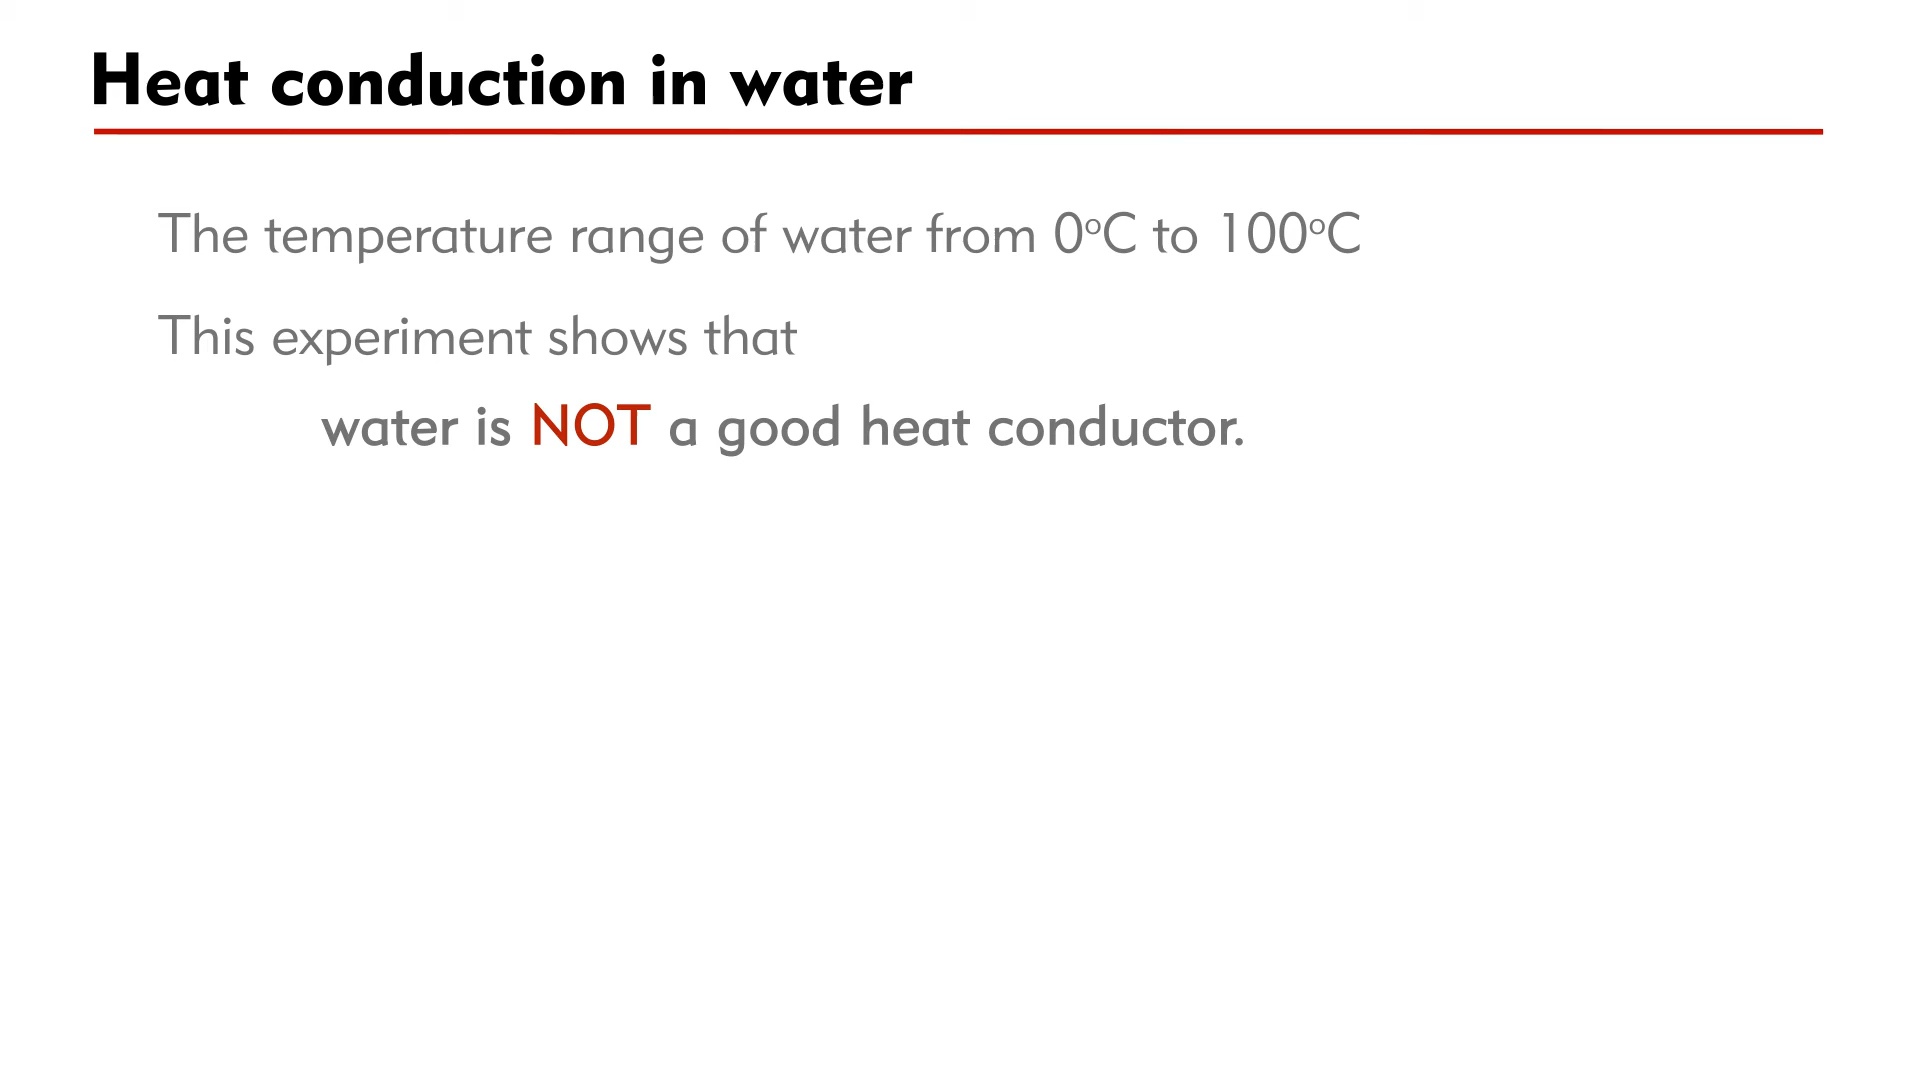 Heat conduction in water
The temperature range of water from 0ºC to 100ºC
This experiment shows that
water is NOT a good heat conductor.